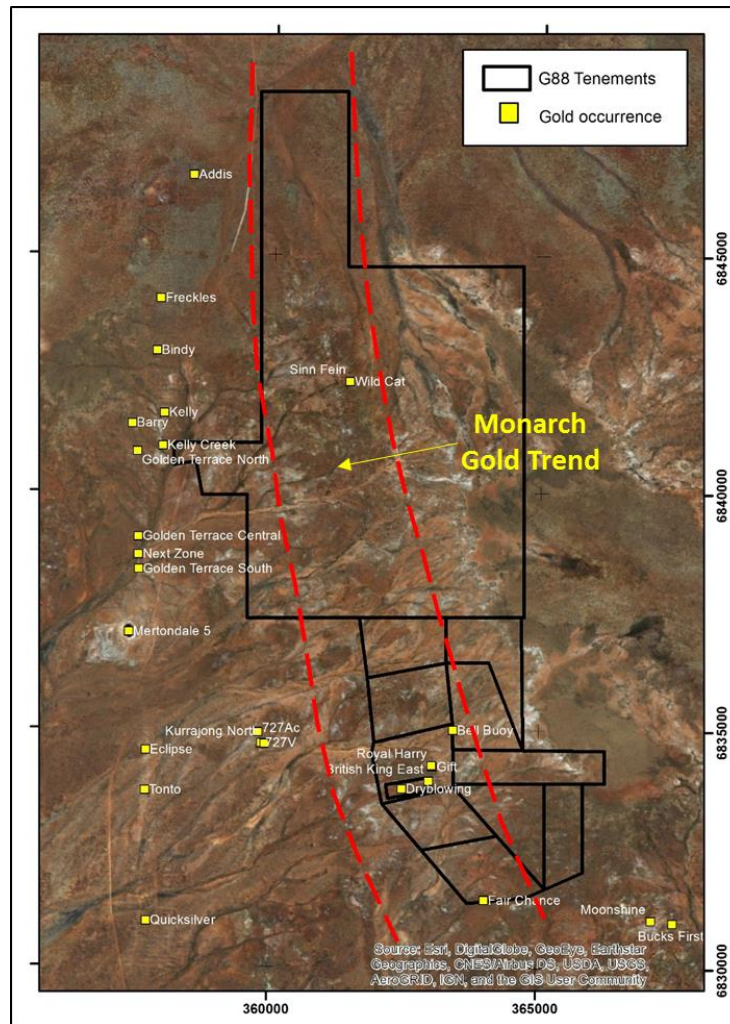 360000
365000
G88 Tenements
Gold occurrence
Addis
6845000
Freckles
Bindy
Sinn Fein
Wild Cat
Kelly
Barry
Monarch
Gold Trend
Kelly Creek
Golden Terrace North
6840000
Golden Terrace Central
Next Zone
Golden Terrace South
Mertondale 5
Kurrajong North
727Ac
727V
Bell Buoy
6835000
Eclipse
Royal Harry
Gift
British King East
Tonto
Dryblowing
Fair Chance
Moonshine
Quicksilver
Bucks First
Source: Esri, DigitalGlobe, GeoEye, Earthstar
Geographics, CNES/Airbus DS, USDA, USGS,
AeroGRID, IGN, and the GIS User Community
6830000
360000
365000